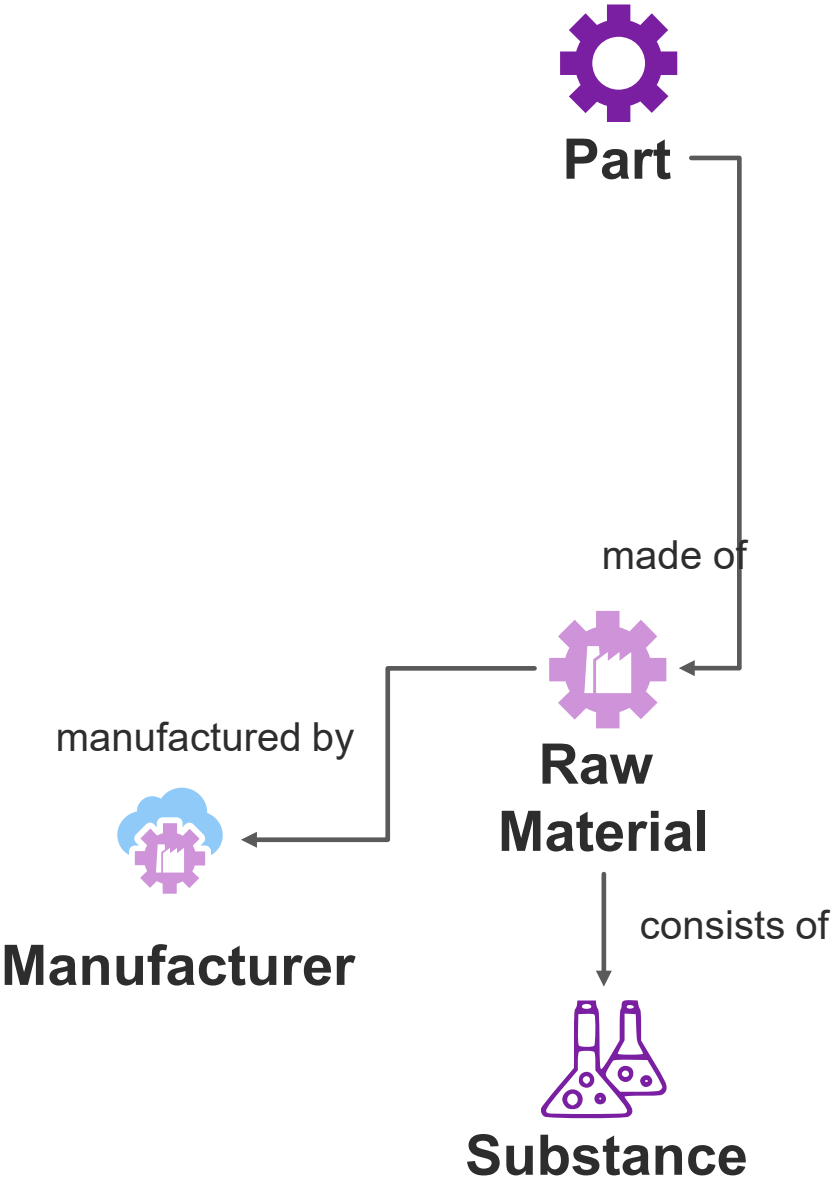 Part
made of
manufactured by
Raw
Material
consists of
Manufacturer
Substance